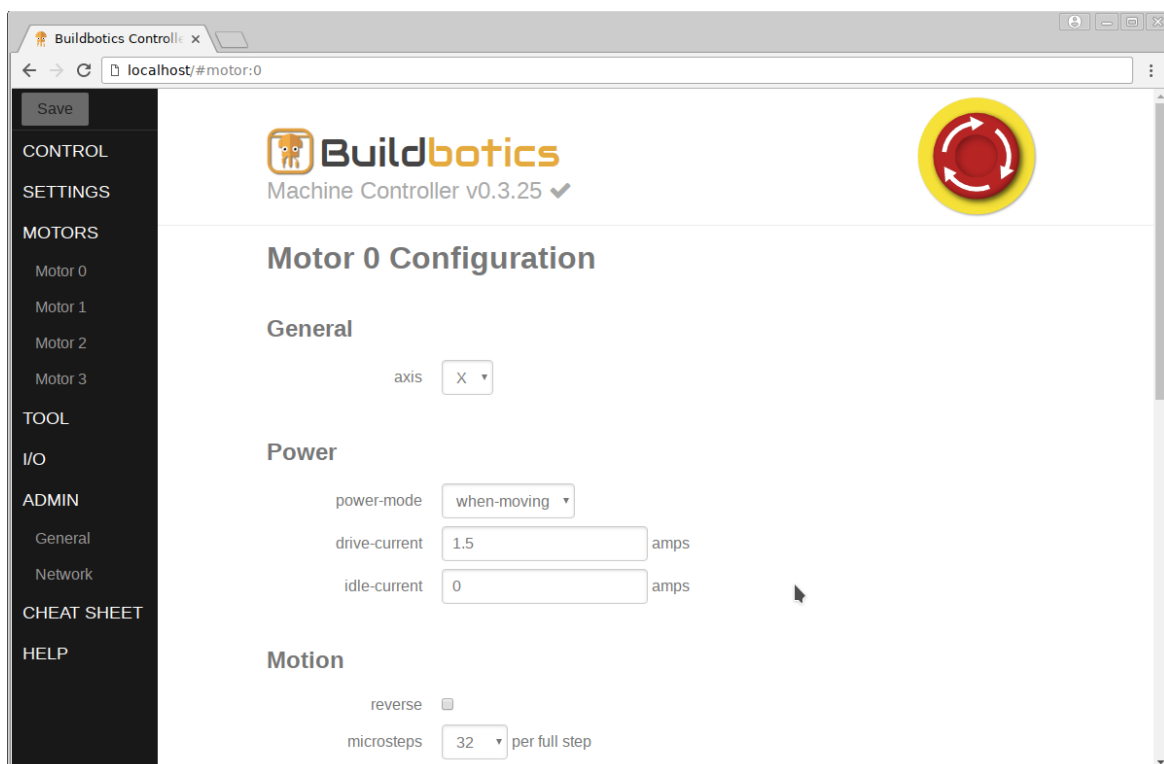 Buildbotics Controlle
localhost/#motor:0
Save
CONTROL
SETTINGS
MOTORS
Motor 0
Motor 1
Motor 2
Motor 3
TOOL
I/O
ADMIN
General
Network
CHEAT SHEET
HELP
Buildbotics
Machine Controller v0.3.25
Motor 0 Configuration
General
axis X
Power
power-mode when-moving
drive-current 1.5 amps
idle-current 0 amps
Motion
reverse
microsteps 32 per full step